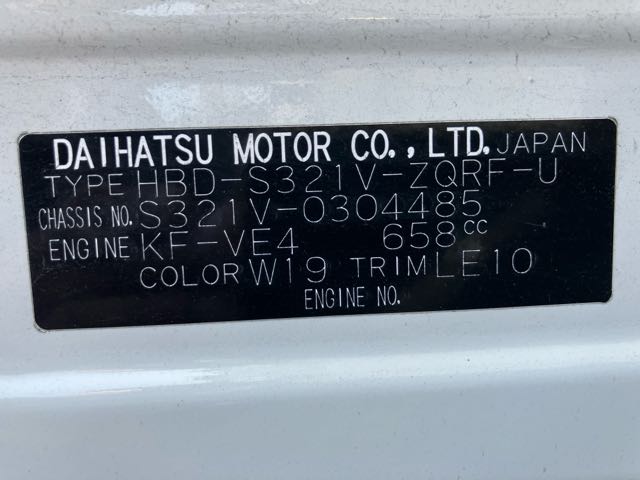 DAIHATSU MOTOR CO.,LTD. JAPAN
TYPE HBD-S321V-ZQRF-U
CHASSIS NO. S321V-0304485
ENGINE KF-VE4 658cc
COLOR W19 TRIM LE10
ENGINE NO.